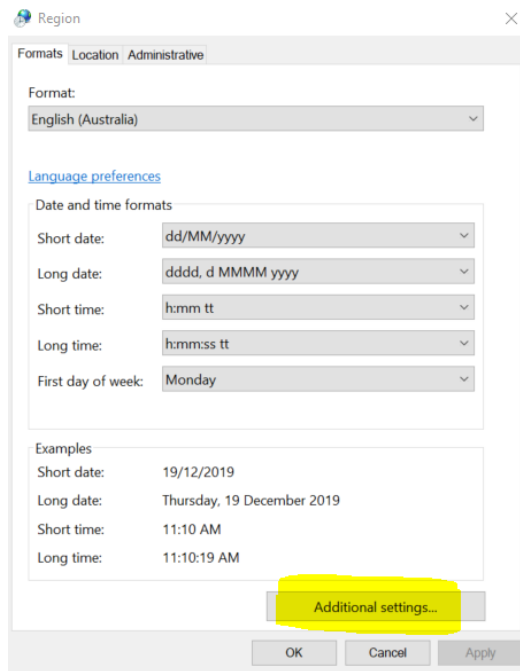 Region
Formats Location Administrative
Format:
English (Australia)
Language preferences
Date and time formats
Short date: dd/MM/yyyy
Long date: dddd, d MMMM yyyy
Short time: h:mm tt
Long time: h:mm:ss tt
First day of week: Monday
Examples
Short date: 19/12/2019
Long date: Thursday, 19 December 2019
Short time: 11:10 AM
Long time: 11:10:19 AM
Additional settings...
OK Cancel Apply